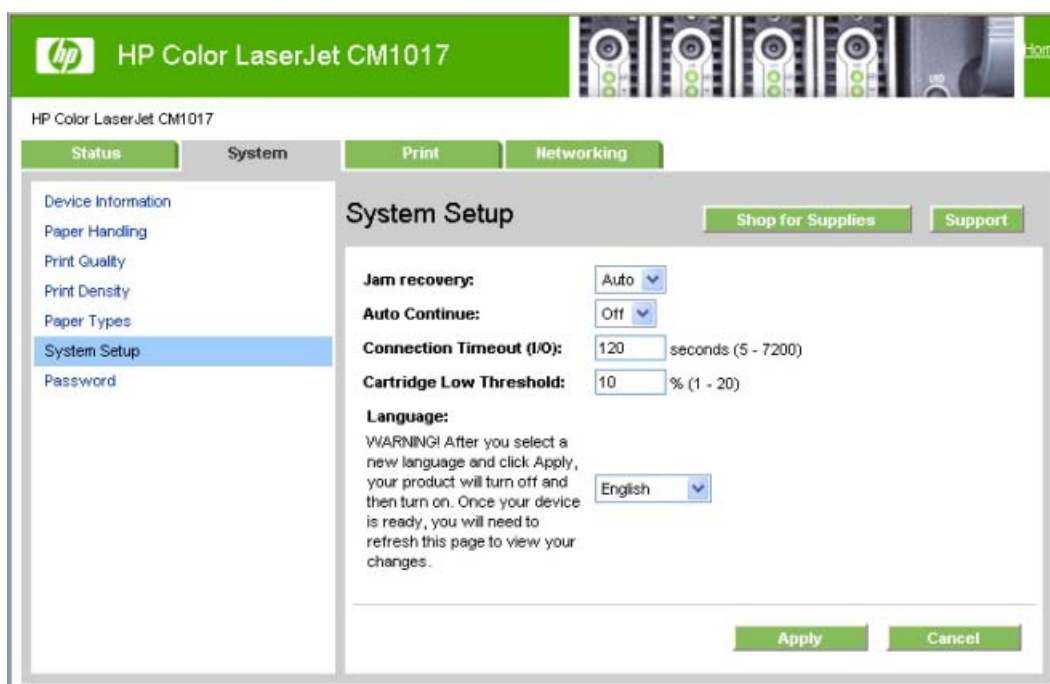 hp HP Color LaserJet CM1017
HP Color LaserJet CM1017
Status System Print Networking
Device Information
Paper Handling
Print Quality
Print Density
Paper Types
System Setup
Password
System Setup
Shop for Supplies Support
Jam recovery: Auto
Auto Continue: Off
Connection Timeout (I/O): 120 seconds (5 - 7200)
Cartridge Low Threshold: 10 % (1 - 20)
Language:
WARNING! After you select a
new language and click Apply,
your product will turn off and
then turn on. Once your device
is ready, you will need to
refresh this page to view your
changes.
English
Apply Cancel